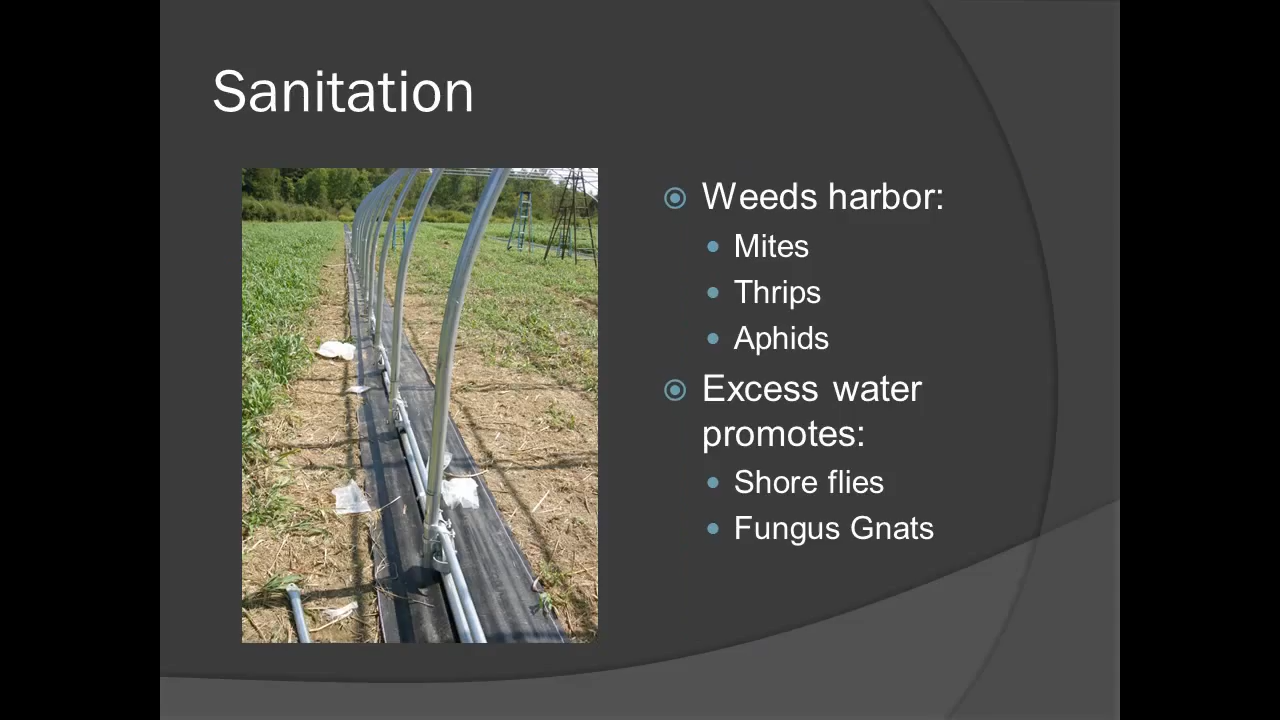 Sanitation
Weeds harbor:
Mites
Thrips
Aphids
Excess water
promotes:
Shore flies
Fungus Gnats